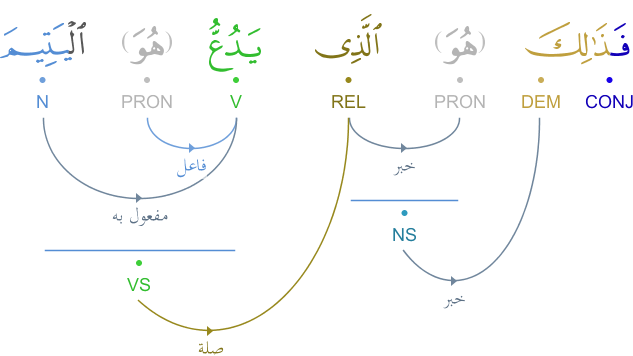 فَذَٰلِكَ (هُوَ) ٱلَّذِى يَدُعُّ (هُوَ) ٱلْيَتِيمَ
CONJ DEM PRON REL V PRON N
فاعل خبر
مفعول به
NS
VS
خبر
صلة